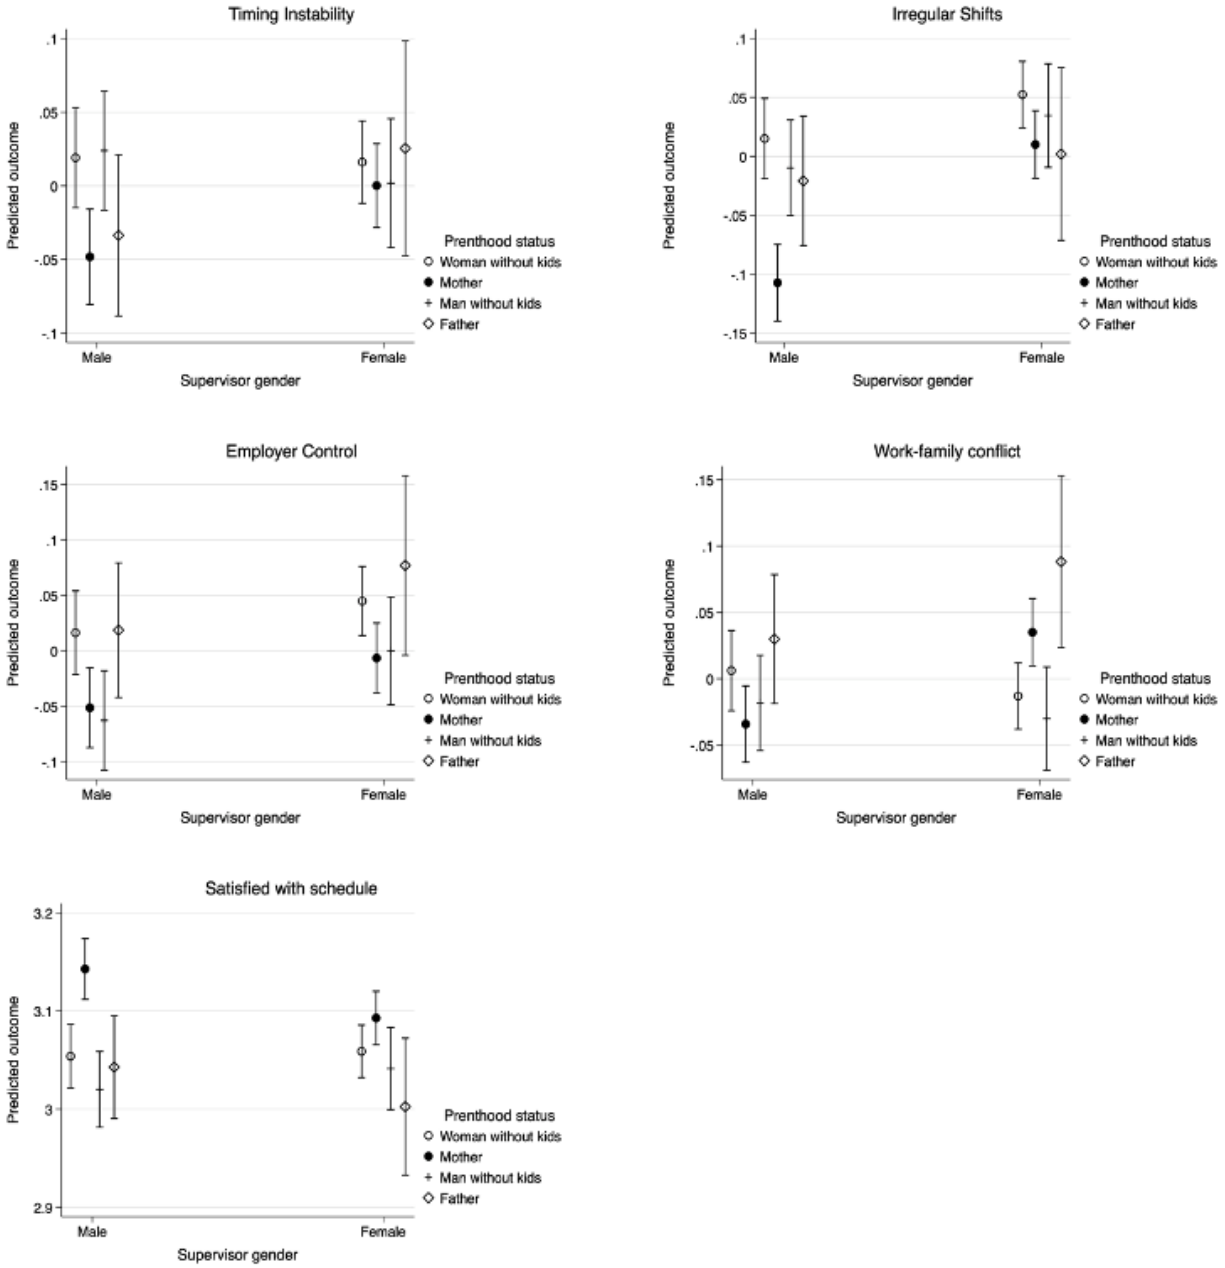 Timing Instability
.1
.05
0
-.05
-.1
Predicted outcome
Male
Female
Supervisor gender
Prenthood status
Woman without kids
Mother
Man without kids
Father
Irregular Shifts
.1
.05
0
-.05
-.1
-.15
Predicted outcome
Male
Female
Supervisor gender
Prenthood status
Woman without kids
Mother
Man without kids
Father
Employer Control
.15
.1
.05
0
-.05
-.1
Predicted outcome
Male
Female
Supervisor gender
Prenthood status
Woman without kids
Mother
Man without kids
Father
Work-family conflict
.15
.1
.05
0
-.05
Predicted outcome
Male
Female
Supervisor gender
Prenthood status
Woman without kids
Mother
Man without kids
Father
Satisfied with schedule
3.2
3.1
3
2.9
Predicted outcome
Male
Female
Supervisor gender
Prenthood status
Woman without kids
Mother
Man without kids
Father